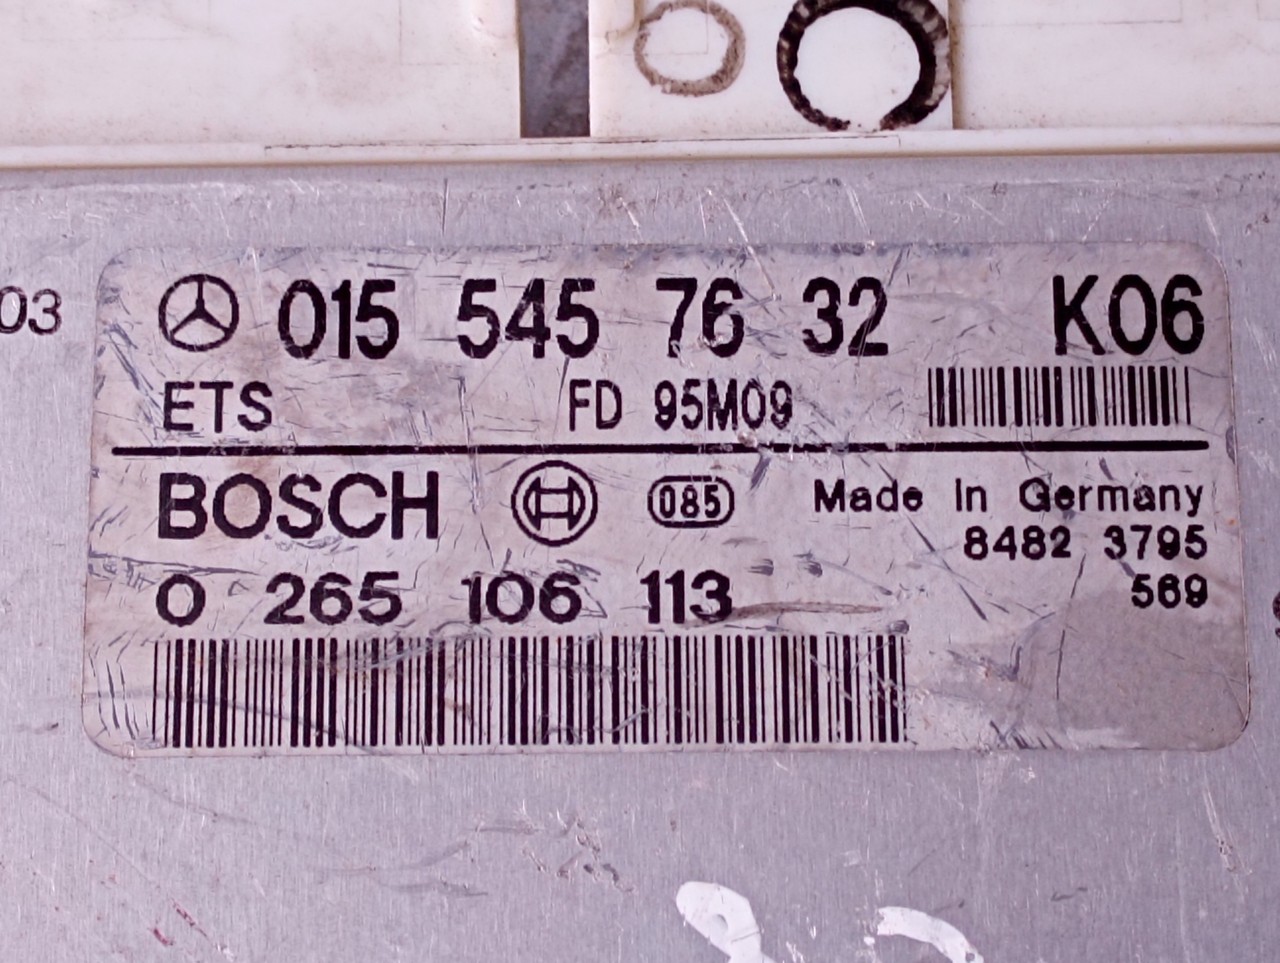 03
015 545 76 32 K06
ETS FD 95M09
BOSCH 085 Made in Germany
8482 3795
0 265 106 113 569